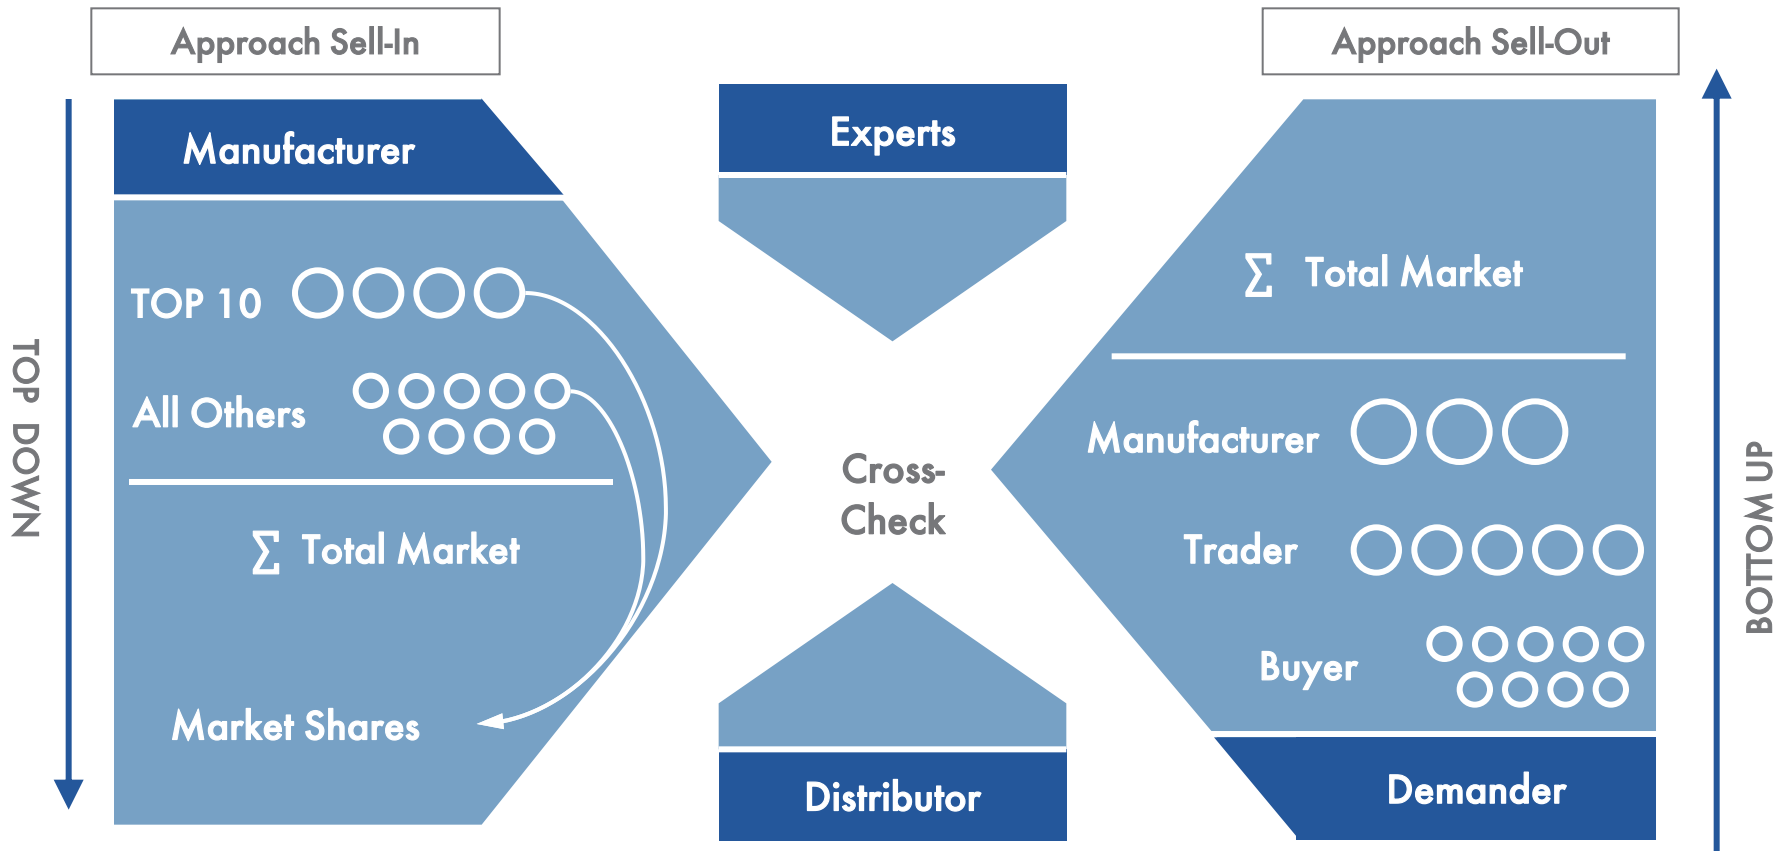 Approach Sell-In
TOP DOWN
Manufacturer
TOP 10
All Others
∑ Total Market
Market Shares
Experts
Cross-
Check
Distributor
Approach Sell-Out
∑ Total Market
Manufacturer
Trader
Buyer
Demander
BOTTOM UP